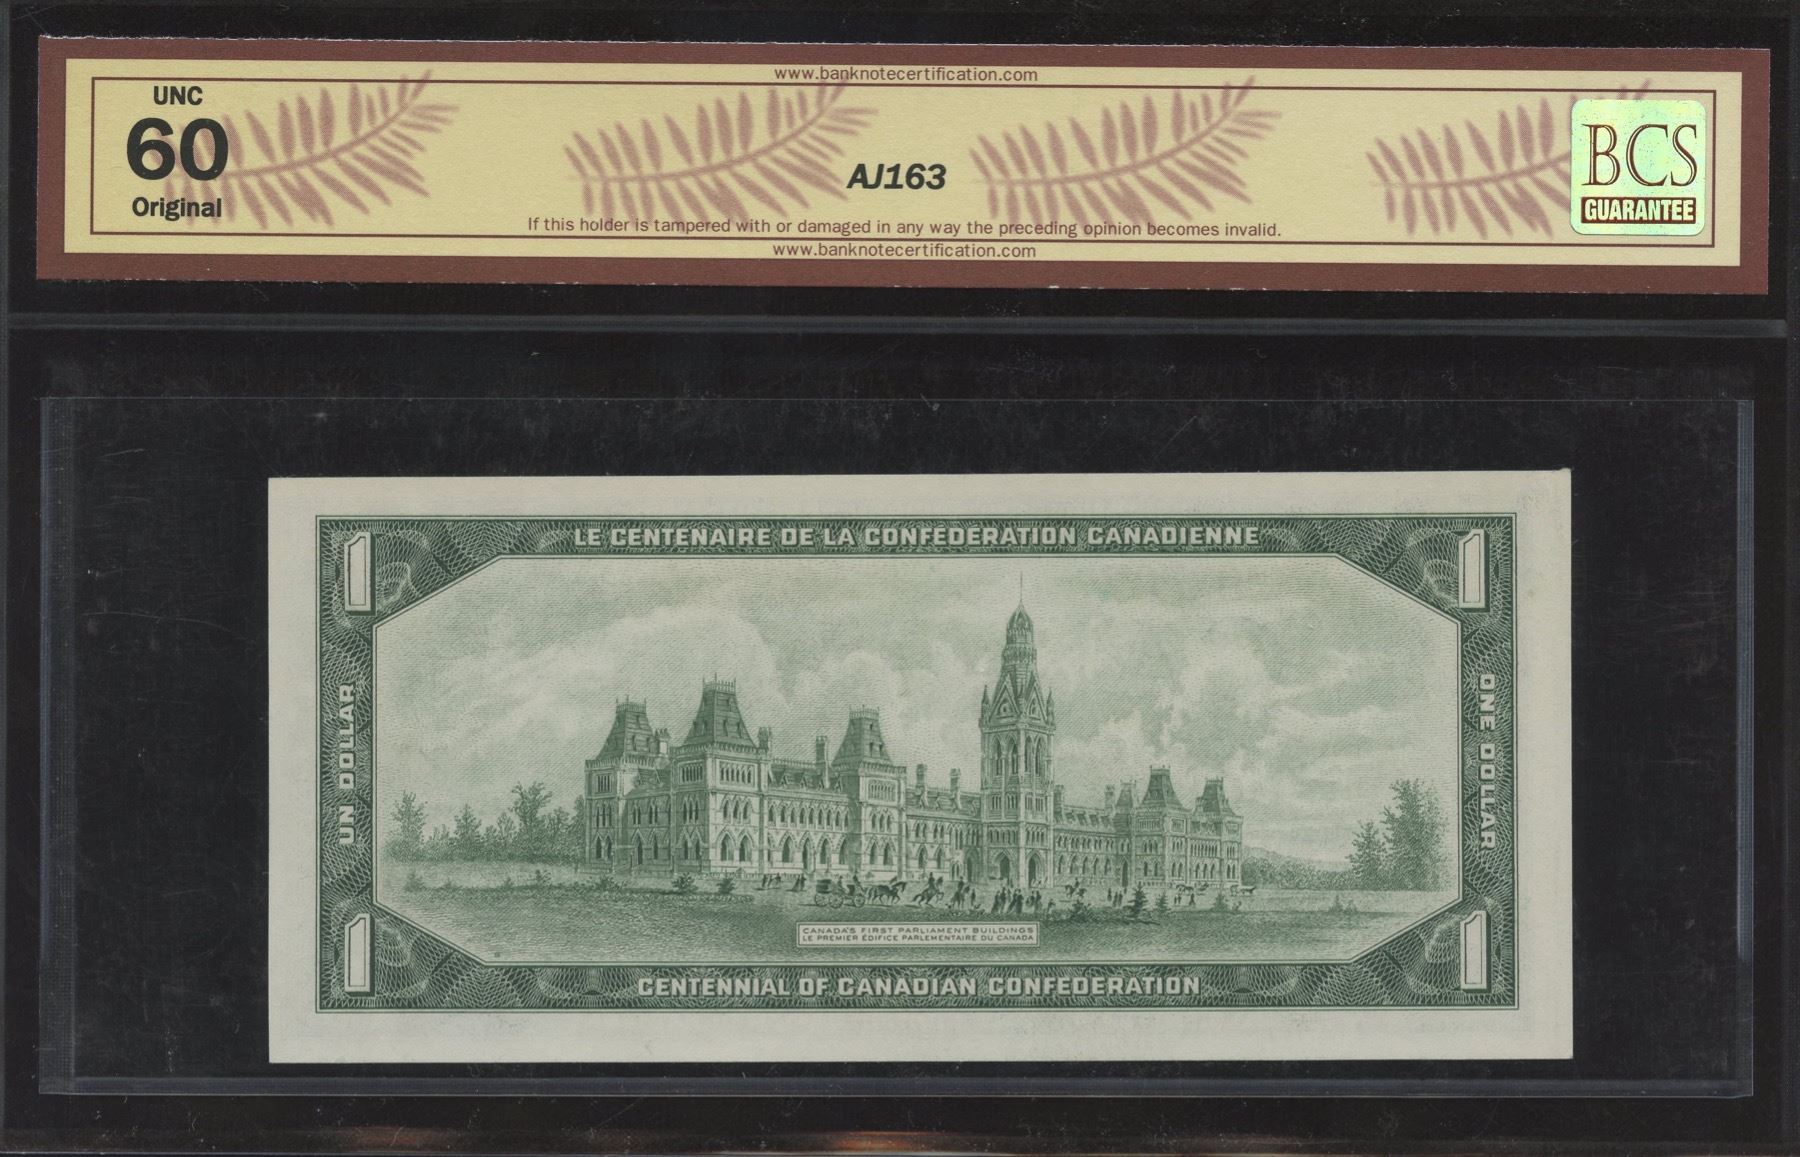 www.banknotecertification.com
UNC
60
Original
AJ163
BCS
GUARANTEE
If this holder is tampered with or damaged in any way the preceding opinion becomes invalid.
www.banknotecertification.com
1
LE CENTENAIRE DE LA CONFÉDÉRATION CANADIENNE
1
UN DOLLAR
ONE DOLLAR
CANADA'S FIRST PARLIAMENT BUILDINGS
LE PREMIER ÉDIFICE PARLEMENTAIRE DU CANADA
1
CENTENNIAL OF CANADIAN CONFEDERATION
1